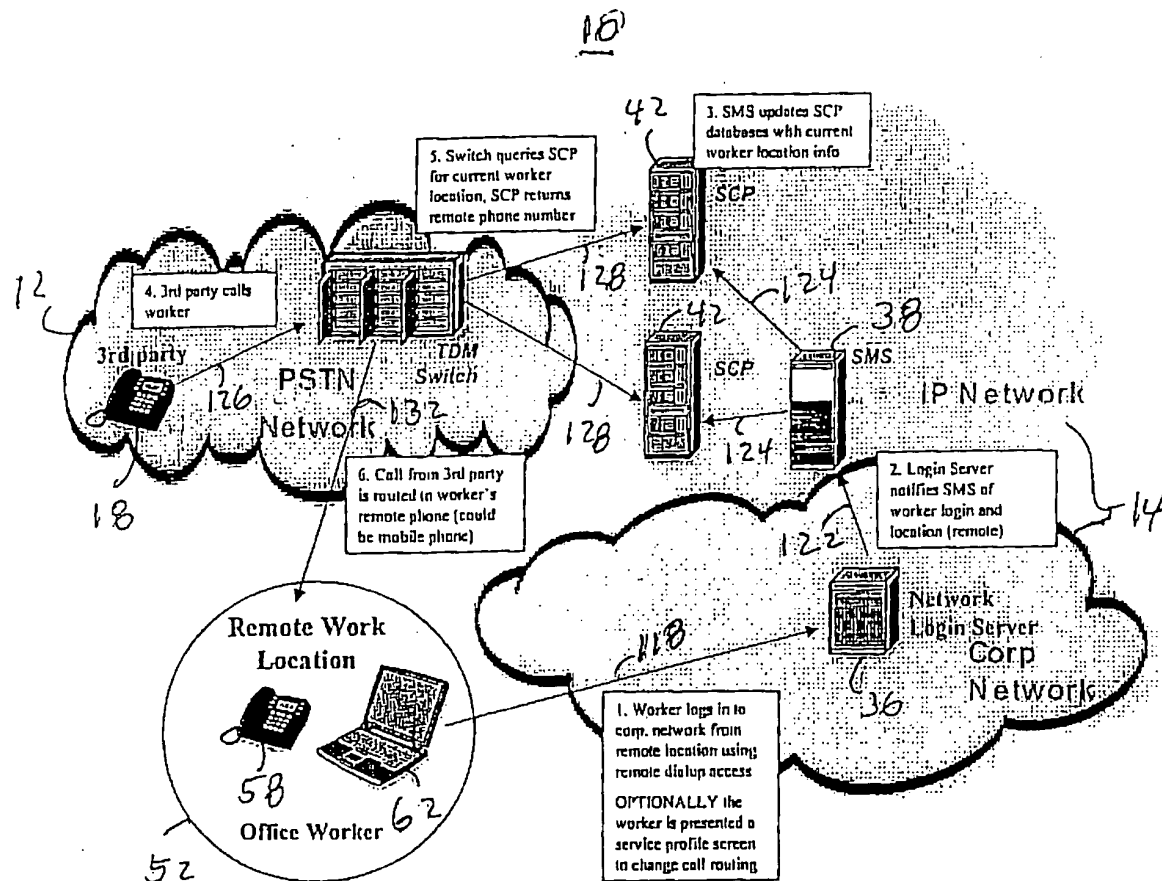 10
42
3. SMS updates SCP
databases with current
worker location info
5. Switch queries SCP
for current worker
location, SCP returns
remote phone number
SCP
128
124
12
4. 3rd party calls
worker
3rd party
126
PSTN
Network
TDM
Switch
132
42
SCP
38
SMS
128
124
IP Network
18
6. Call from 3rd party
is routed to worker's
remote phone (could
be mobile phone)
2. Login Server
notifies SMS of
worker login and
location (remote)
122
14
Network
Login Server
Corp
Network
36
118
Remote Work
Location
58
62
Office Worker
52
1. Worker logs in to
corp. network from
remote location using
remote dialup access
OPTIONALLY the
worker is presented a
service profile screen
to change call routing